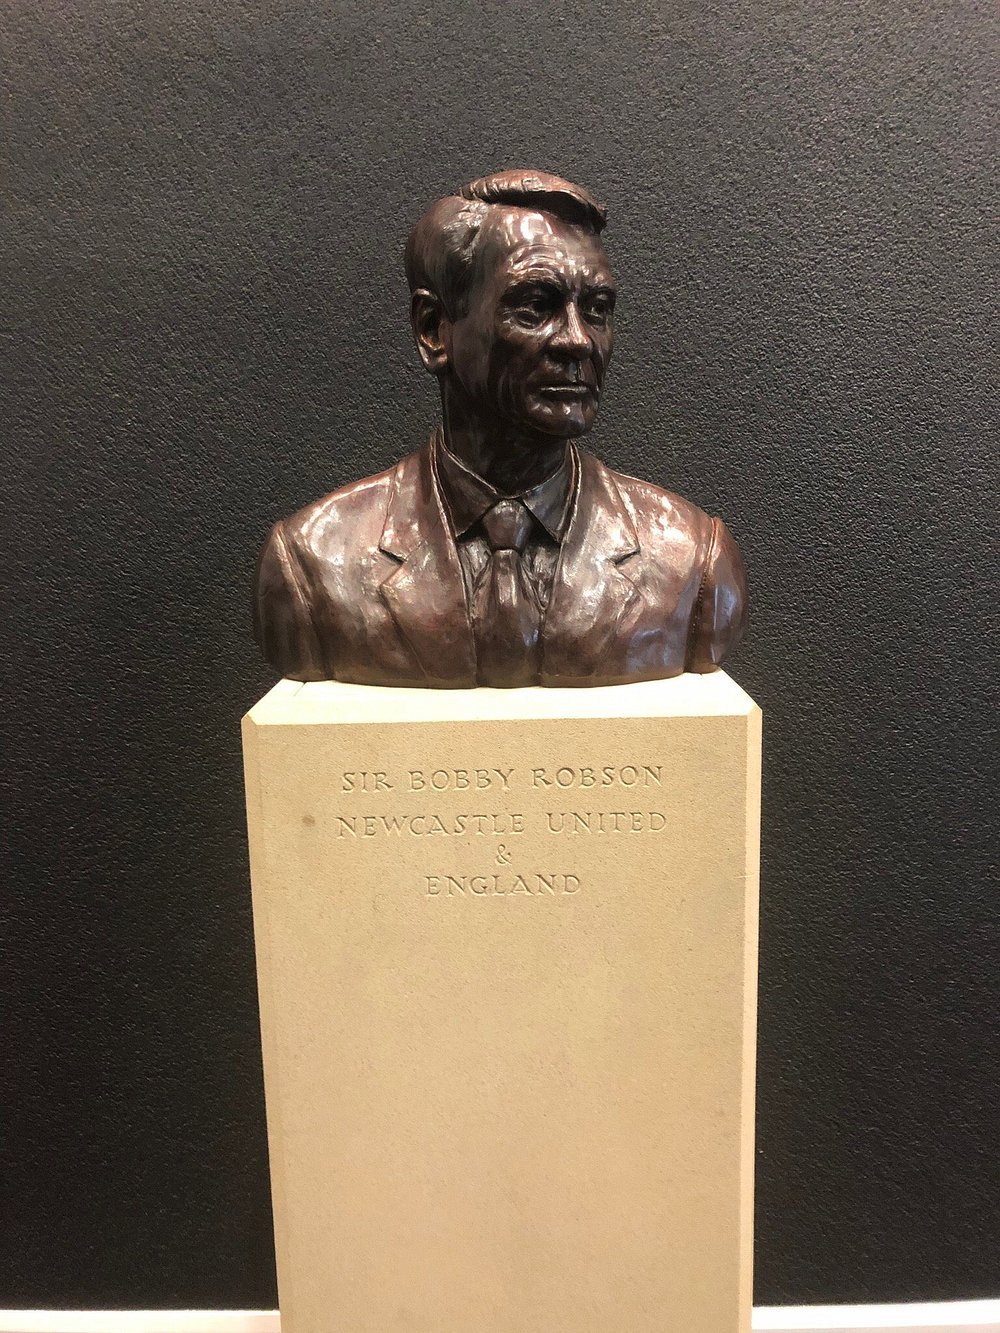 SIR BOBBY ROBSON
NEWCASTLE UNITED
&
ENGLAND